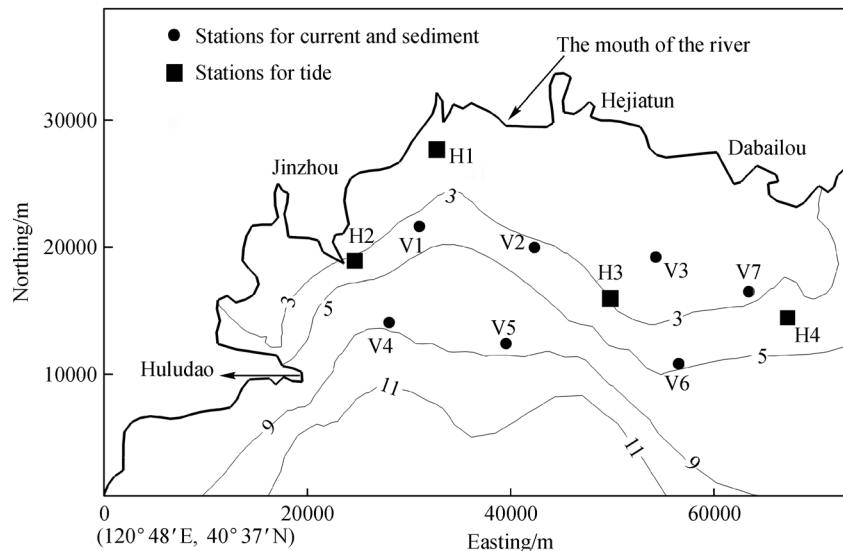 Stations for current and sediment
Stations for tide
The mouth of the river
Hejiatun
Dabailou
Jinzhou
Huludao
H1
H2
H3
H4
V1
V2
V3
V4
V5
V6
V7
3
3
3
5
5
9
9
11
11
Northing/m
30000
20000
10000
0
20000
40000
60000
(120°48′E, 40°37′N)
Easting/m